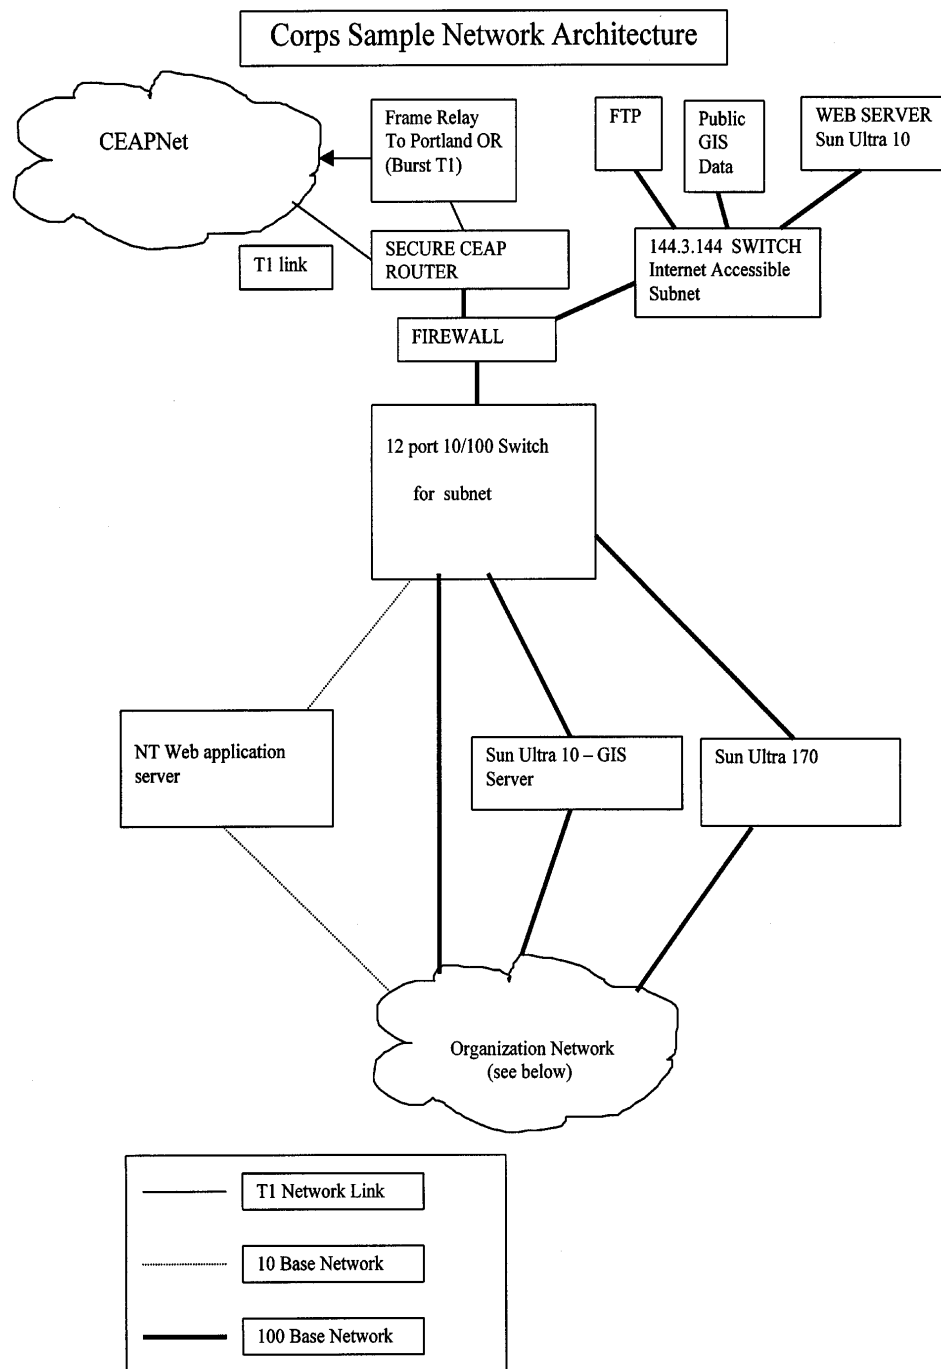 Corps Sample Network Architecture
CEAPNet
Frame Relay
To Portland OR
(Burst T1)
FTP
Public
GIS
Data
WEB SERVER
Sun Ultra 10
T1 link
SECURE CEAP
ROUTER
144.3.144 SWITCH
Internet Accessible
Subnet
FIREWALL
12 port 10/100 Switch
for subnet
NT Web application
server
Sun Ultra 10 – GIS
Server
Sun Ultra 170
Organization Network
(see below)
T1 Network Link
10 Base Network
100 Base Network